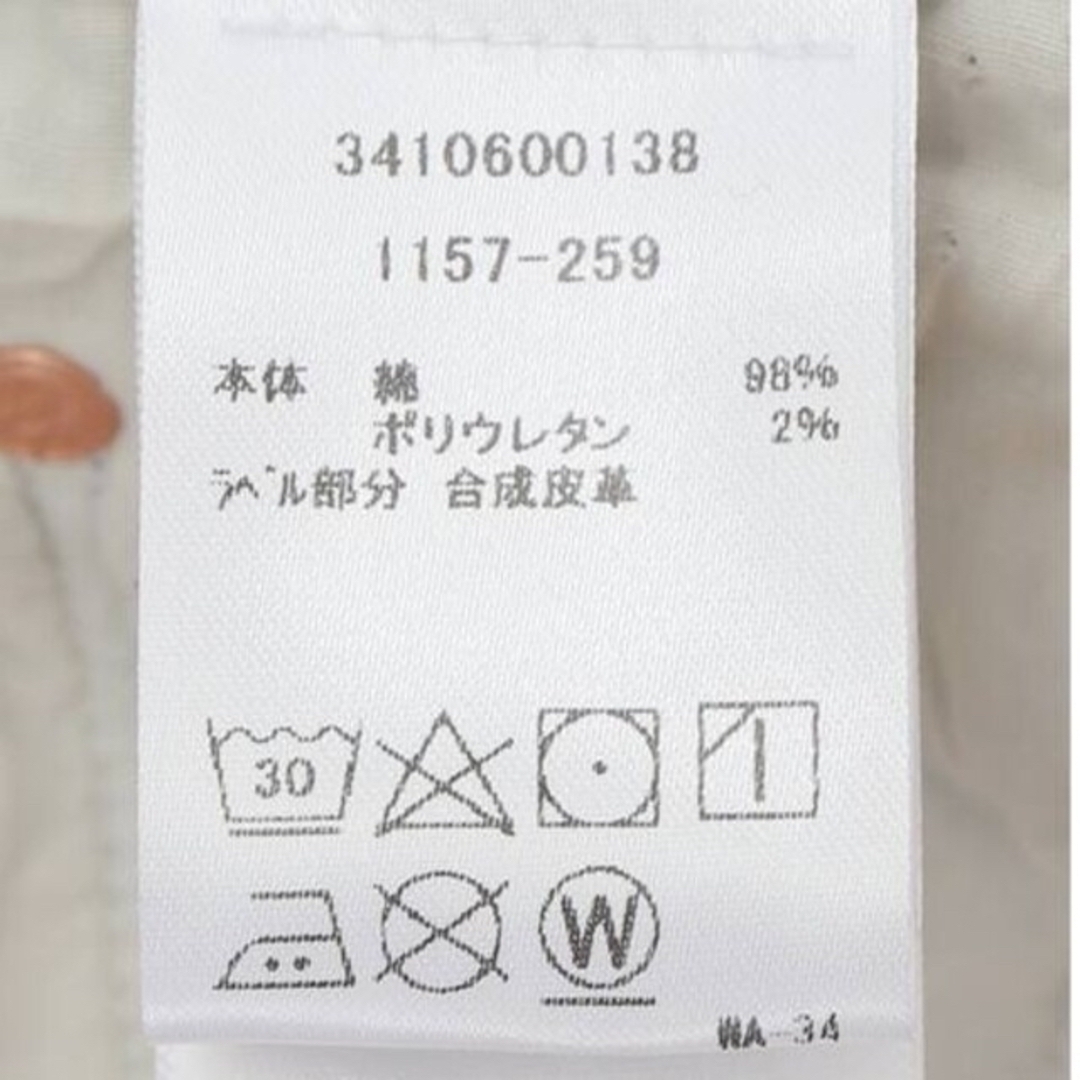 3410600138
1157-259
本体 綿 98%
ポリウレタン 2%
ラベル部分 合成皮革
30
W
WA-34